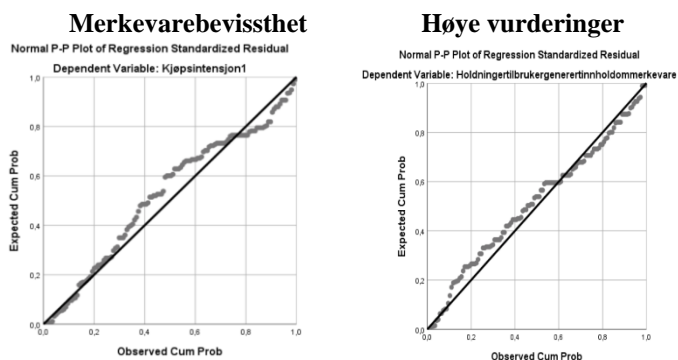 Merkevarebevissthet
Normal P-P Plot of Regression Standardized Residual
Dependent Variable: Kjøpsintensjon1
Expected Cum Prob
1,0
0,8
0,6
0,4
0,2
0,0
0,0 0,2 0,4 0,6 0,8 1,0
Observed Cum Prob
Høye vurderinger
Normal P-P Plot of Regression Standardized Residual
Dependent Variable: Holdningertilbrukergenerertinnholdommerkevare
Expected Cum Prob
1,0
0,8
0,6
0,4
0,2
0,0
0,0 0,2 0,4 0,6 0,8 1,0
Observed Cum Prob